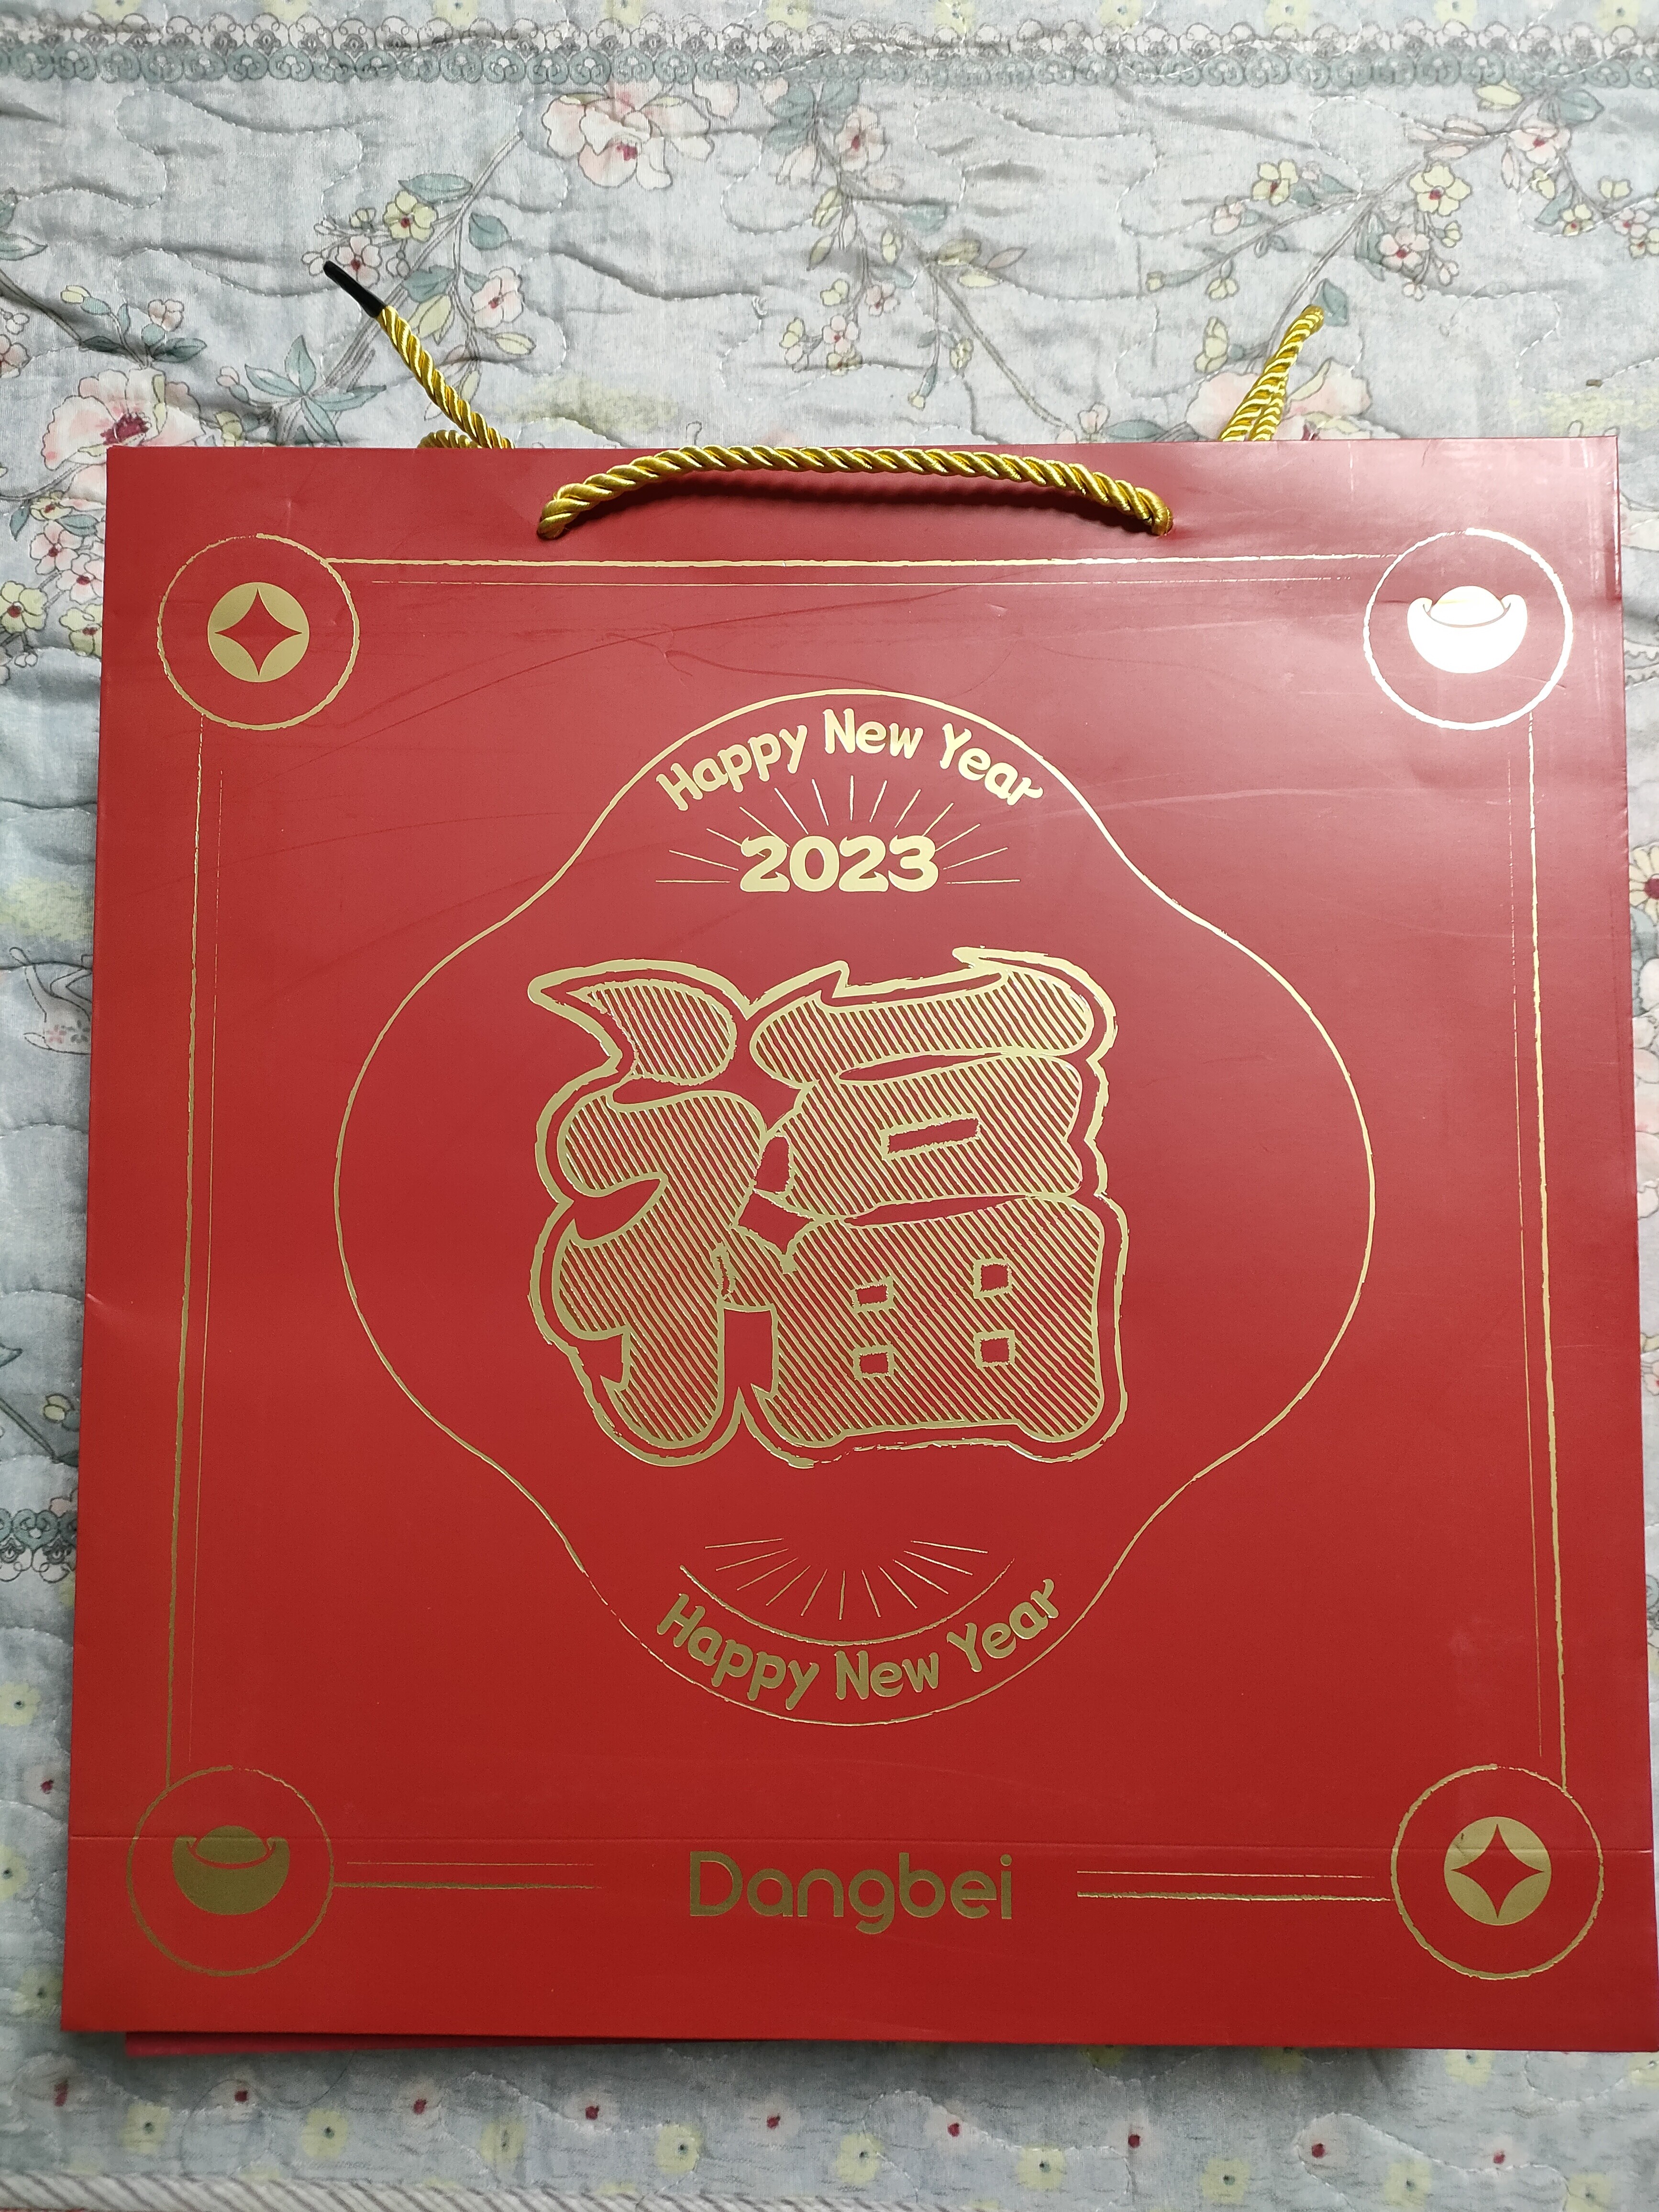 Happy New Year
2023
福
Happy New Year
Dangbei